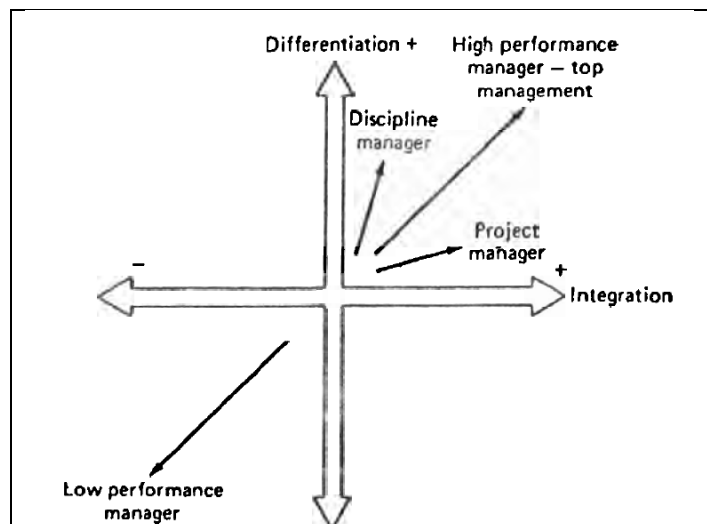 Differentiation +
High performance
manager – top
management
Discipline
manager
Project
manager
–
+
Integration
Low performance
manager